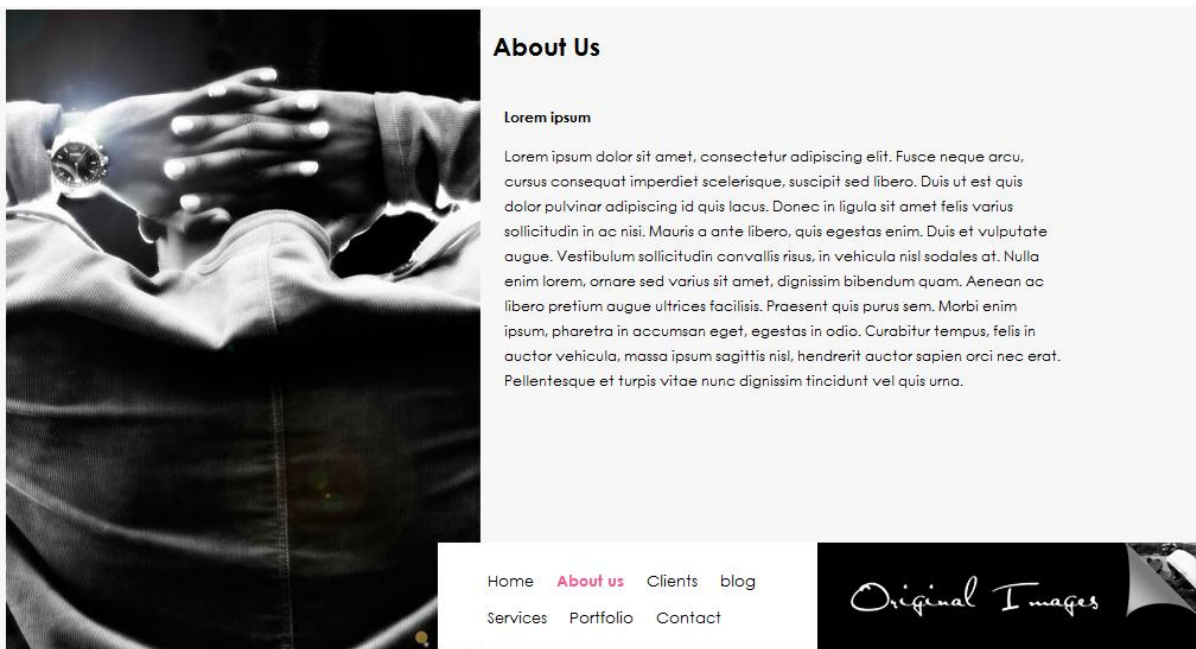 About Us
Lorem ipsum
Lorem ipsum dolor sit amet, consectetur adipiscing elit. Fusce neque arcu,
cursus consequat imperdiet scelerisque, suscipit sed libero. Duis ut est quis
dolor pulvinar adipiscing id quis lacus. Donec in ligula sit amet felis varius
sollicitudin in ac nisi. Mauris a ante libero, quis egestas enim. Duis et vulputate
augue. Vestibulum sollicitudin convallis risus, in vehicula nisl sodales at. Nulla
enim lorem, ornare sed varius sit amet, dignissim bibendum quam. Aenean ac
libero pretium augue ultrices facilisis. Praesent quis purus sem. Morbi enim
ipsum, pharetra in accumsan eget, egestas in odio. Curabitur tempus, felis in
auctor vehicula, massa ipsum sagittis nisl, hendrerit auctor sapien orci nec erat.
Pellentesque et turpis vitae nunc dignissim tincidunt vel quis urna.
Home About us Clients blog
Services Portfolio Contact
Original Images